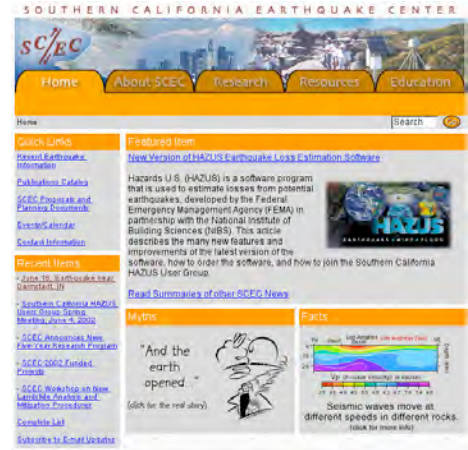 SOUTHERN CALIFORNIA EARTHQUAKE CENTER
SC/EC
Home About SCEC Research Resources Education
Home
Search
Quick Links
Recent Earthquake
Information
Publications Catalog
SCEC Proposals and
Planning Documents
Events/Calendar
Contact Information
Recent Items
- June 18, Earthquake near
Darmstadt, IN
- Southern California HAZUS
User Group Spring
Meeting, June 4, 2002
- SCEC Announces New
Five-Year Research Program
- SCEC 2002 Funded
Projects
- SCEC Workshop on New
Landslide Analysis and
Mitigation Procedures
Complete List
Subscribe to E-mail Updates
Featured Item
New Version of HAZUS Earthquake Loss Estimation Software
Hazards U.S. (HAZUS) is a software program
that is used to estimate losses from potential
earthquakes, developed by the Federal
Emergency Management Agency (FEMA) in
partnership with the National Institute of
Building Sciences (NIBS). This article
describes the many new features and
improvements of the latest version of the
software, how to order the software, and how to join the Southern California
HAZUS User Group.
HAZUS
EARTHQUAKE WIND FLOOD
Read Summaries of other SCEC News
Myths
"And the
earth
opened..."
(click for the real story)
Facts
Los Angeles
Seismic waves move at
different speeds in different rocks.
(click for more info)